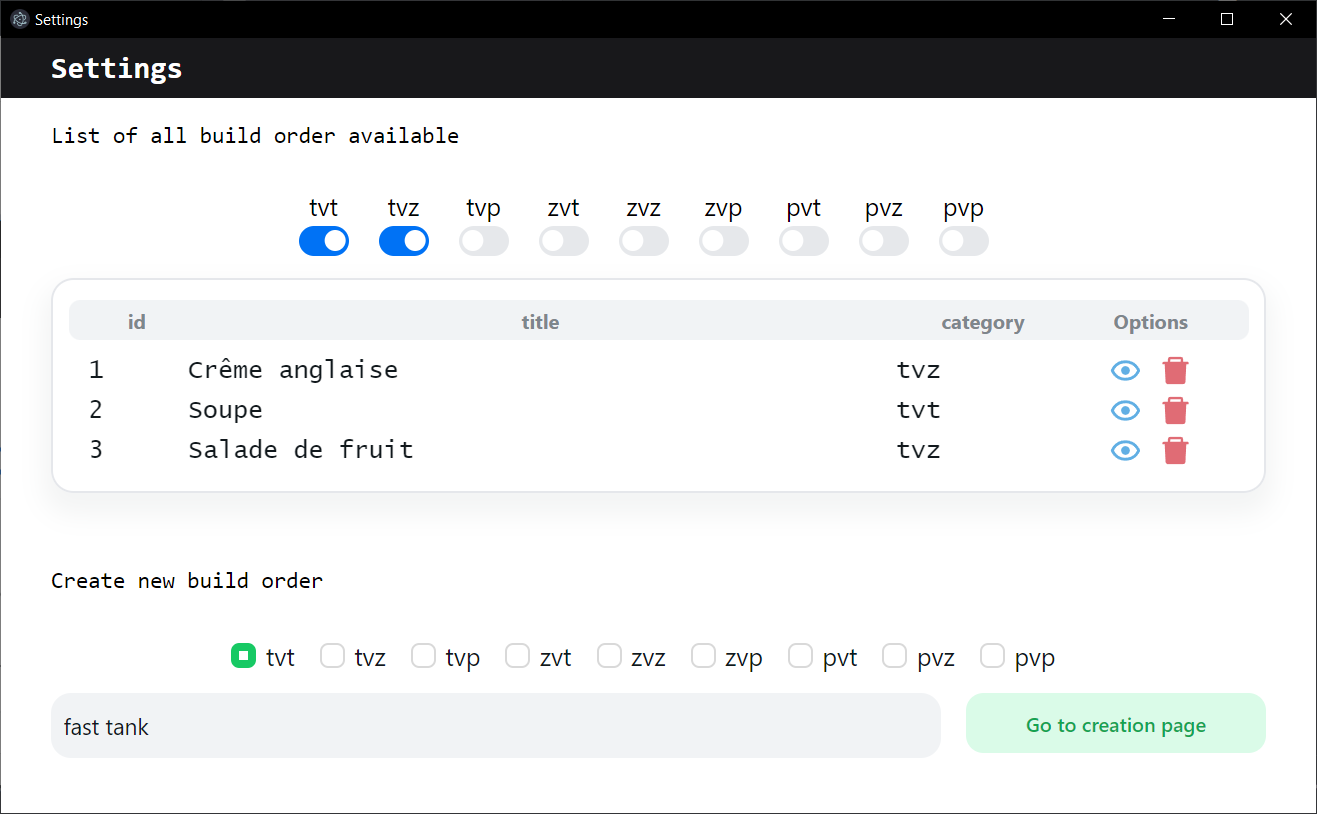 Settings
Settings
List of all build order available
tvt tvz tvp zvt zvz zvp pvt pvz pvp
id title category Options
1 Crême anglaise tvz
2 Soupe tvt
3 Salade de fruit tvz
Create new build order
tvt tvz tvp zvt zvz zvp pvt pvz pvp
fast tank Go to creation page